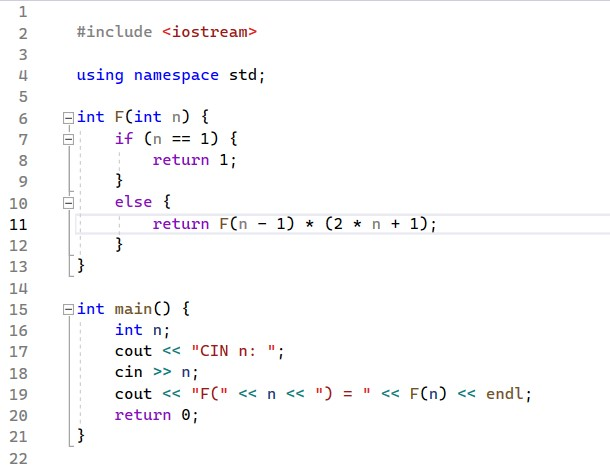 1
2 #include <iostream>
3
4 using namespace std;
5
6 int F(int n) {
7 if (n == 1) {
8 return 1;
9 }
10 else {
11 return F(n - 1) * (2 * n + 1);
12 }
13 }
14
15 int main() {
16 int n;
17 cout << "CIN n: ";
18 cin >> n;
19 cout << "F(" << n << ") = " << F(n) << endl;
20 return 0;
21 }
22